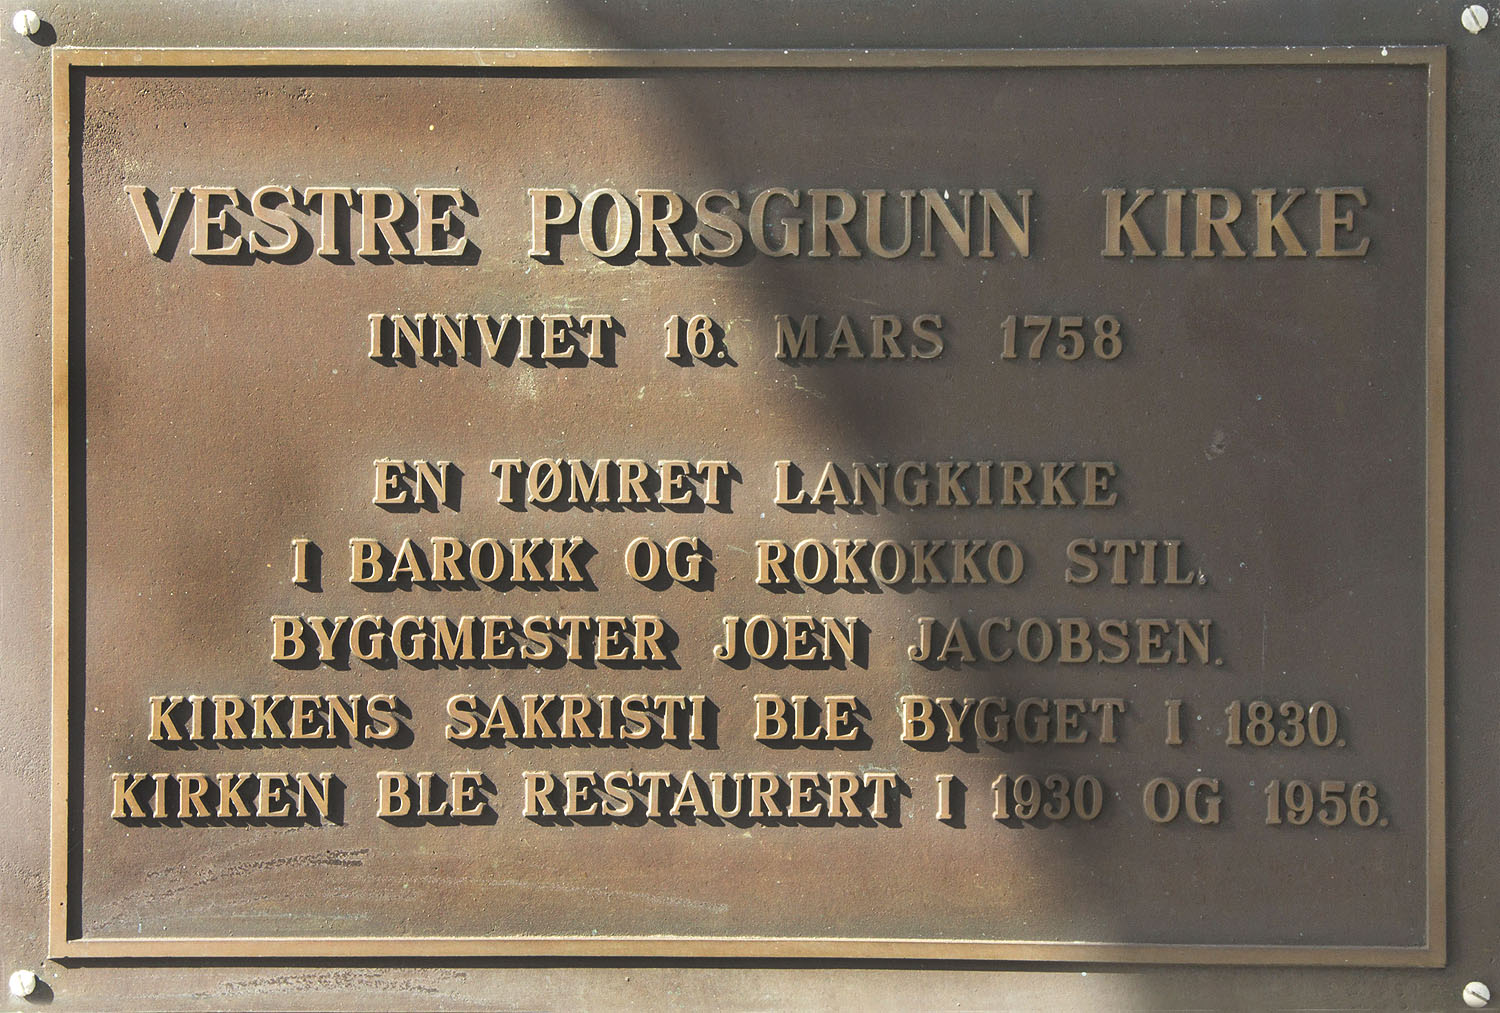 VESTRE PORSGRUNN KIRKE
INNVIET 16. MARS 1758
EN TØMRET LANGKIRKE
I BAROKK OG ROKOKKO STIL.
BYGGMESTER JOEN JACOBSEN.
KIRKENS SAKRISTI BLE BYGGET I 1830.
KIRKEN BLE RESTAURERT I 1930 OG 1956.